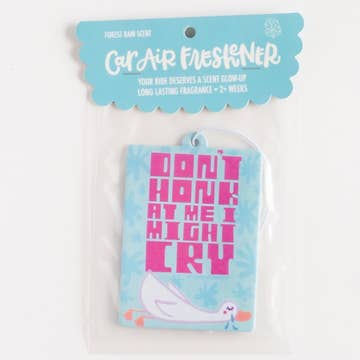 FOREST RAIN SCENT
Car Air Freshener
YOUR RIDE DESERVES A SCENT GLOW-UP
LONG LASTING FRAGRANCE • 2+ WEEKS
DON'T
HONK
AT ME I
MIGHT
CRY